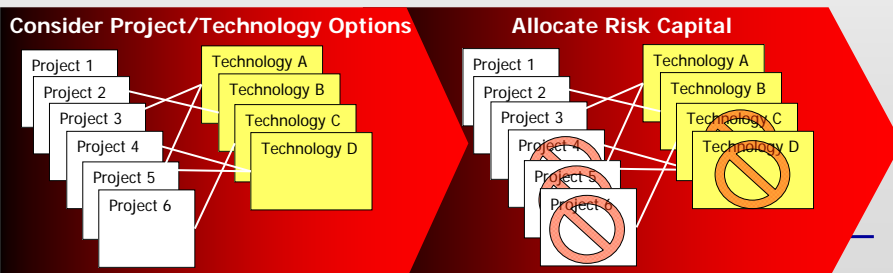 Consider Project/Technology Options
Project 1
Project 2
Project 3
Project 4
Project 5
Project 6
Technology A
Technology B
Technology C
Technology D
Allocate Risk Capital
Project 1
Project 2
Project 3
Project 4
Project 5
Project 6
Technology A
Technology B
Technology C
Technology D